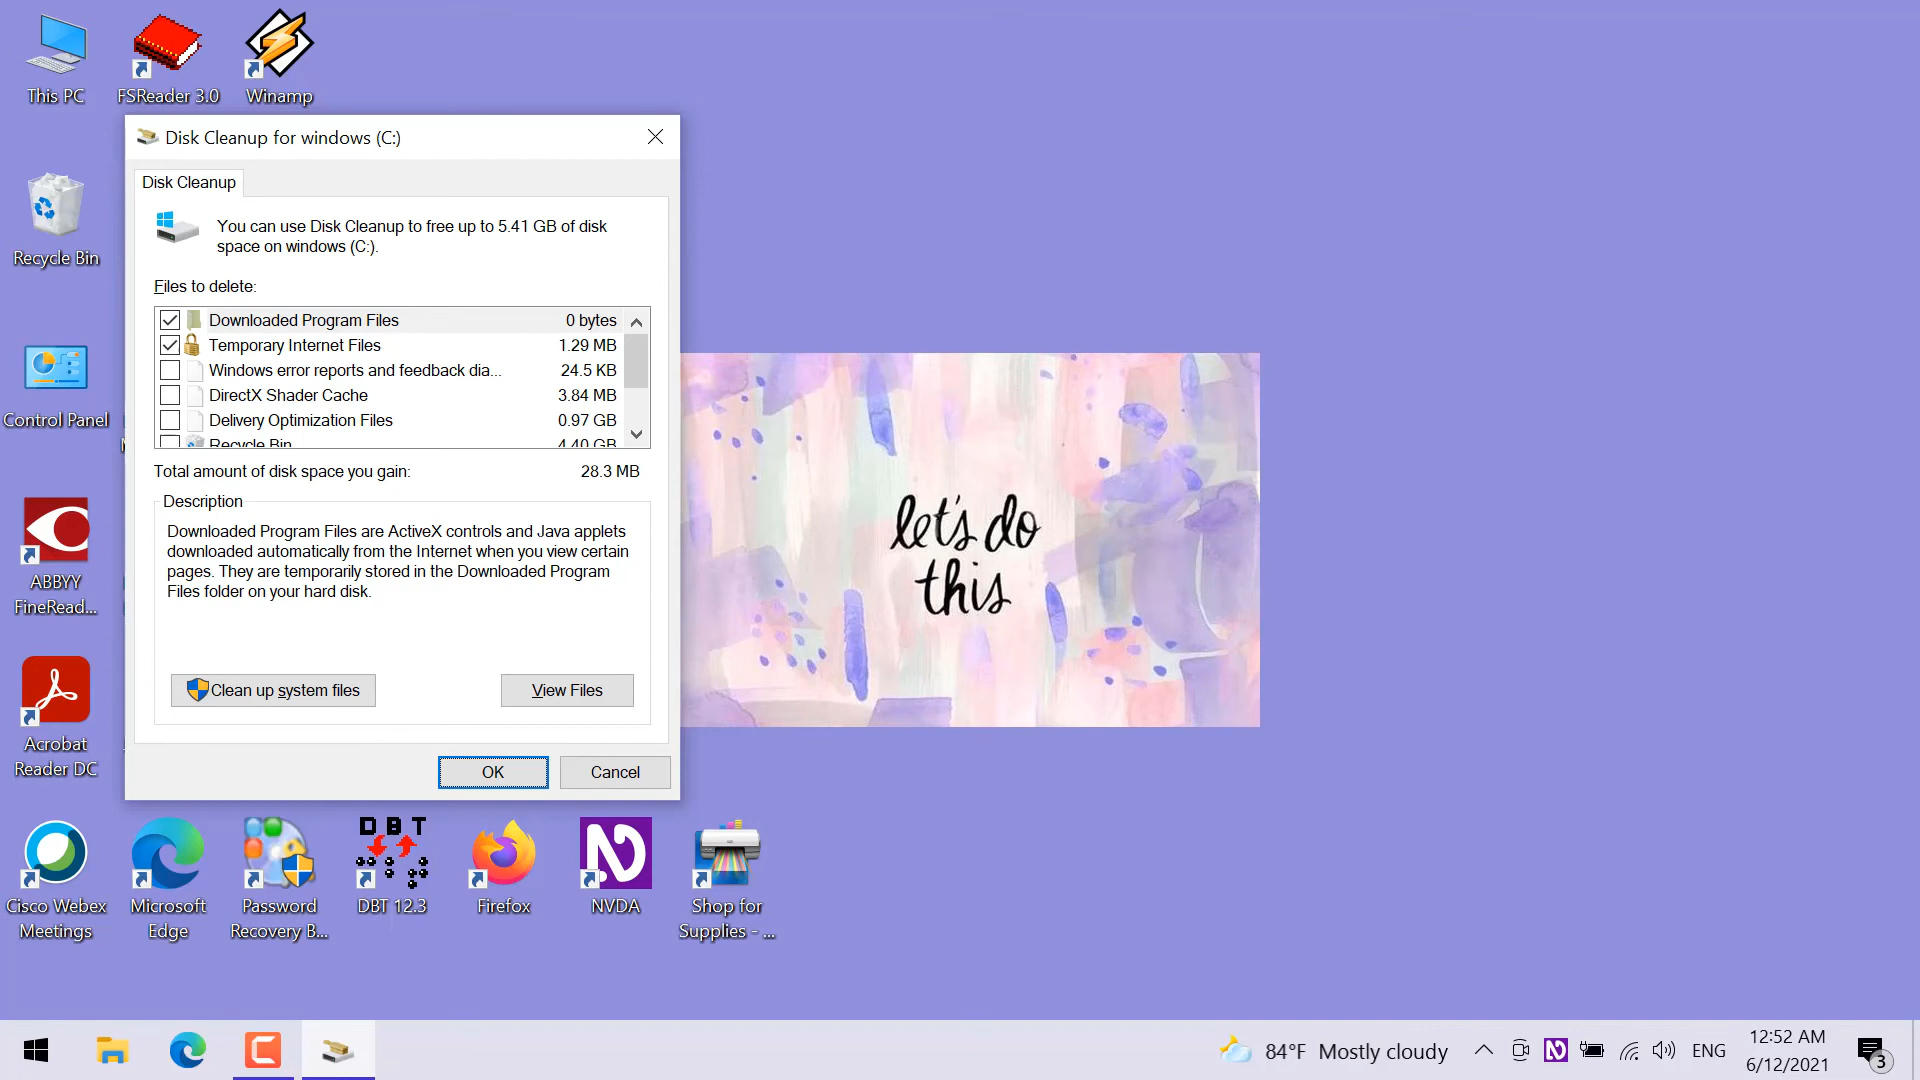 This PC
FSReader 3.0
Winamp
Disk Cleanup for windows (C:)
Disk Cleanup
You can use Disk Cleanup to free up to 5.41 GB of disk
space on windows (C:).
Files to delete:
Downloaded Program Files 0 bytes
Temporary Internet Files 1.29 MB
Windows error reports and feedback dia... 24.5 KB
DirectX Shader Cache 3.84 MB
Delivery Optimization Files 0.97 GB
Recycle Bin 4.40 GB
Total amount of disk space you gain: 28.3 MB
Description
Downloaded Program Files are ActiveX controls and Java applets
downloaded automatically from the Internet when you view certain
pages. They are temporarily stored in the Downloaded Program
Files folder on your hard disk.
Clean up system files
View Files
OK
Cancel
Recycle Bin
Control Panel
ABBYY
FineRead...
Acrobat
Reader DC
let's do
this
Cisco Webex
Meetings
Microsoft
Edge
Password
Recovery B...
DBT
DBT 12.3
Firefox
NVDA
Shop for
Supplies - ...
84°F Mostly cloudy
ENG
12:52 AM
6/12/2021
3